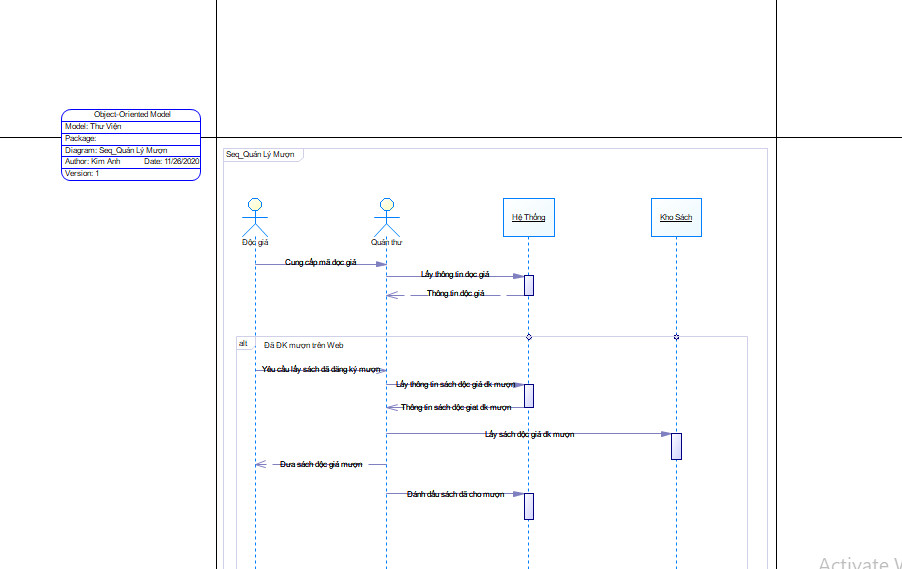 Object-Oriented Model
Model: Thư Viện
Package:
Diagram: Seq_Quản Lý Mượn
Author: Kim Anh Date: 11/26/2020
Version: 1
Seq_Quản Lý Mượn
Độc giả
Quản thư
Hệ Thống
Kho Sách
Cung cấp mã đọc giả
Lấy thông tin đọc giả
Thông tin độc giả
alt
Đã ĐK mượn trên Web
Yêu cầu lấy sách đã đăng ký mượn
Lấy thông tin sách độc giả đk mượn
Thông tin sách độc giat đk mượn
Lấy sách độc giả đk mượn
Đưa sách độc giả mượn
Đánh dấu sách đã cho mượn
Activate